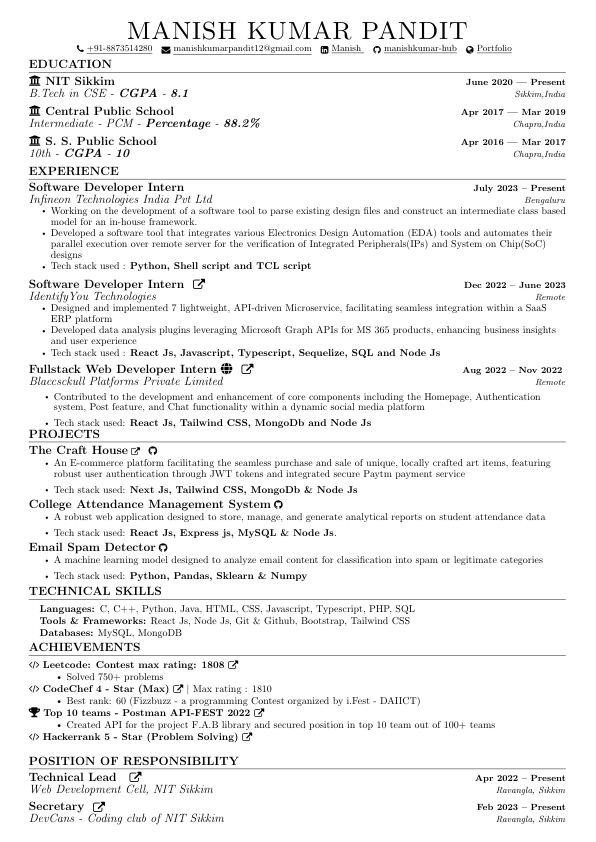 MANISH KUMAR PANDIT
+91-8873514280 manishkumarpandit12@gmail.com Manish manishkumar-hub Portfolio
EDUCATION
NIT Sikkim June 2020 — Present
B.Tech in CSE - CGPA - 8.1 Sikkim,India
Central Public School Apr 2017 — Mar 2019
Intermediate - PCM - Percentage - 88.2% Chapra,India
S. S. Public School Apr 2016 — Mar 2017
10th - CGPA - 10 Chapra,India
EXPERIENCE
Software Developer Intern July 2023 – Present
Infineon Technologies India Pvt Ltd Bengaluru
• Working on the development of a software tool to parse existing design files and construct an intermediate class based
model for an in-house framework.
• Developed a software tool that integrates various Electronics Design Automation (EDA) tools and automates their
parallel execution over remote server for the verification of Integrated Peripherals(IPs) and System on Chip(SoC)
designs
• Tech stack used : Python, Shell script and TCL script
Software Developer Intern Dec 2022 – June 2023
IdentifyYou Technologies Remote
• Designed and implemented 7 lightweight, API-driven Microservice, facilitating seamless integration within a SaaS
ERP platform
• Developed data analysis plugins leveraging Microsoft Graph APIs for MS 365 products, enhancing business insights
and user experience
• Tech stack used : React Js, Javascript, Typescript, Sequelize, SQL and Node Js
Fullstack Web Developer Intern Aug 2022 – Nov 2022
Blaccsckull Platforms Private Limited Remote
• Contributed to the development and enhancement of core components including the Homepage, Authentication
system, Post feature, and Chat functionality within a dynamic social media platform
• Tech stack used: React Js, Tailwind CSS, MongoDb and Node Js
PROJECTS
The Craft House
• An E-commerce platform facilitating the seamless purchase and sale of unique, locally crafted art items, featuring
robust user authentication through JWT tokens and integrated secure Paytm payment service
• Tech stack used: Next Js, Tailwind CSS, MongoDb & Node Js
College Attendance Management System
• A robust web application designed to store, manage, and generate analytical reports on student attendance data
• Tech stack used: React Js, Express js, MySQL & Node Js.
Email Spam Detector
• A machine learning model designed to analyze email content for classification into spam or legitimate categories
• Tech stack used: Python, Pandas, Sklearn & Numpy
TECHNICAL SKILLS
Languages: C, C++, Python, Java, HTML, CSS, Javascript, Typescript, PHP, SQL
Tools & Frameworks: React Js, Node Js, Git & Github, Bootstrap, Tailwind CSS
Databases: MySQL, MongoDB
ACHIEVEMENTS
Leetcode: Contest max rating: 1808
• Solved 750+ problems
CodeChef 4 - Star (Max) | Max rating : 1810
• Best rank: 60 (Fizzbuzz - a programming Contest organized by i.Fest - DAIICT)
Top 10 teams - Postman API-FEST 2022
• Created API for the project F.A.B library and secured position in top 10 team out of 100+ teams
Hackerrank 5 - Star (Problem Solving)
POSITION OF RESPONSIBILITY
Technical Lead Apr 2022 – Present
Web Development Cell, NIT Sikkim Ravangla, Sikkim
Secretary Feb 2023 – Present
DevCans - Coding club of NIT Sikkim Ravangla, Sikkim